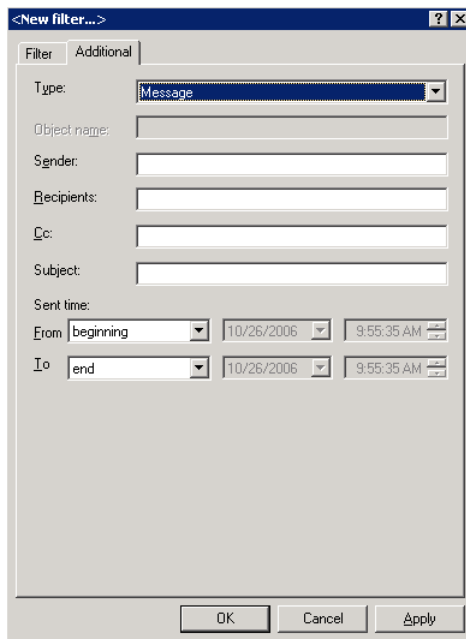 <New filter...>
Filter Additional
Type: Message
Object name:
Sender:
Recipients:
Cc:
Subject:
Sent time:
From beginning 10/26/2006 9:55:35 AM
To end 10/26/2006 9:55:35 AM
OK Cancel Apply